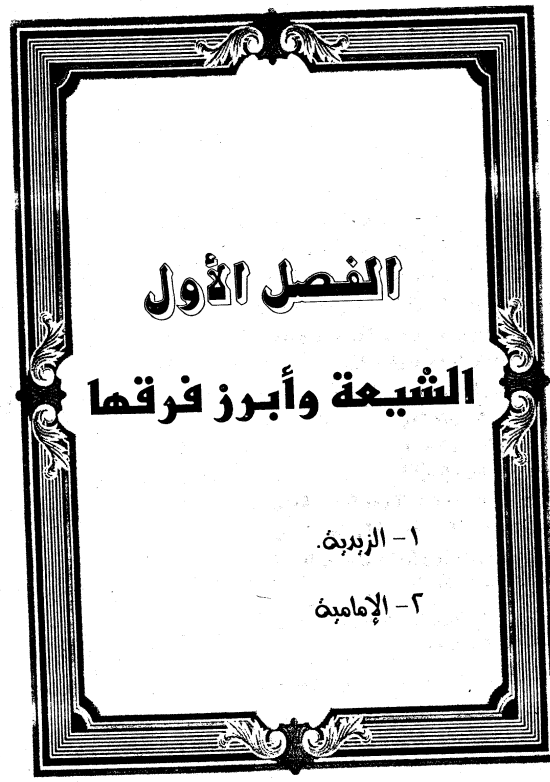 الفصل الأول
الشيعة وأبرز فرقها
١- الزيدية.
٢- الإمامية